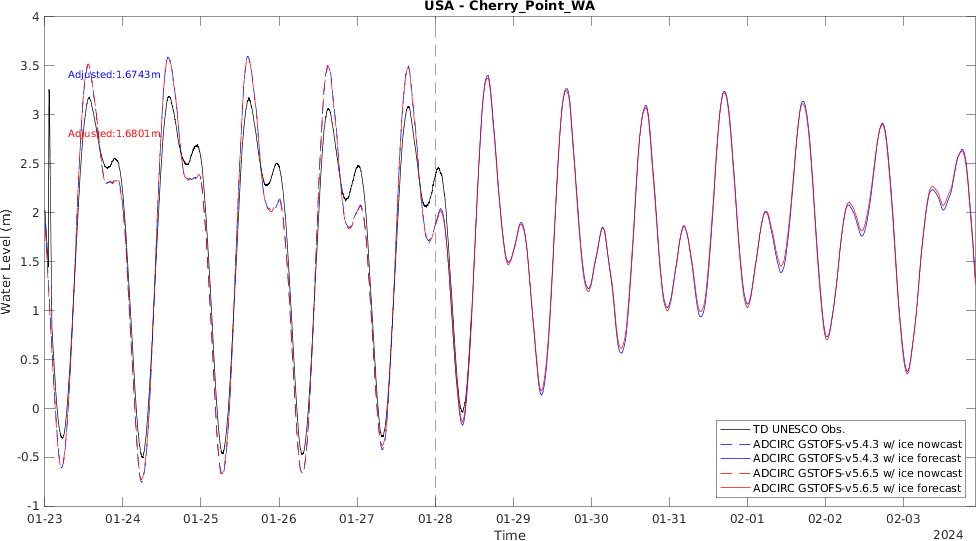 USA - Cherry_Point_WA
4
3.5
3
2.5
2
1.5
1
0.5
0
-0.5
-1
Water Level (m)
Adjusted:1.6743m
Adjusted:1.6801m
TD UNESCO Obs.
ADCIRC GSTOFS-v5.4.3 w/ ice nowcast
ADCIRC GSTOFS-v5.4.3 w/ ice forecast
ADCIRC GSTOFS-v5.6.5 w/ ice nowcast
ADCIRC GSTOFS-v5.6.5 w/ ice forecast
01-23 01-24 01-25 01-26 01-27 01-28 01-29 01-30 01-31 02-01 02-02 02-03
Time
2024